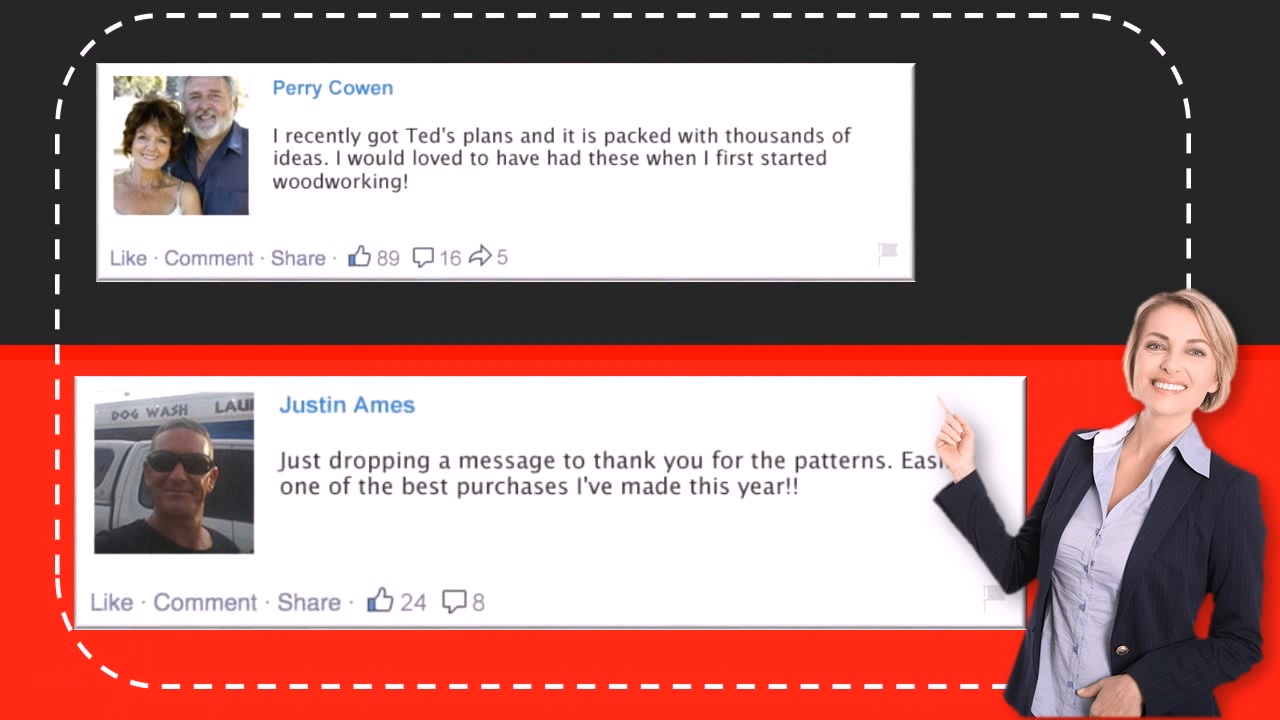 Perry Cowen
I recently got Ted's plans and it is packed with thousands of
ideas. I would loved to have had these when I first started
woodworking!
Like · Comment · Share · 89 16 5
DOG WASH LAU
Justin Ames
Just dropping a message to thank you for the patterns.
one of the best purchases I've made this year!!
Like · Comment · Share · 24 8